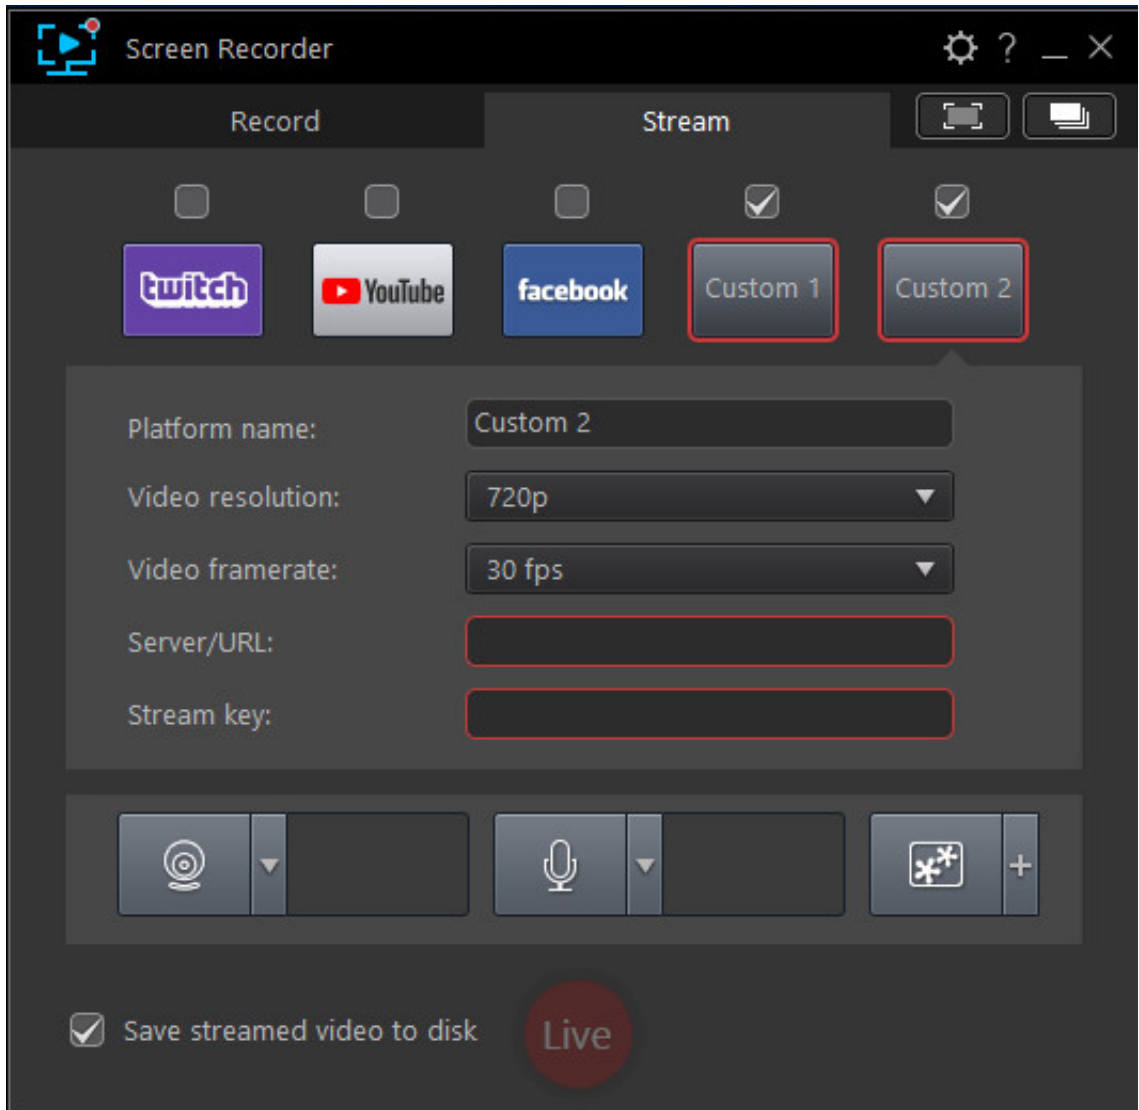 Screen Recorder ?
Record Stream
twitch YouTube facebook Custom 1 Custom 2
Platform name: Custom 2
Video resolution: 720p
Video framerate: 30 fps
Server/URL:
Stream key:
Save streamed video to disk Live